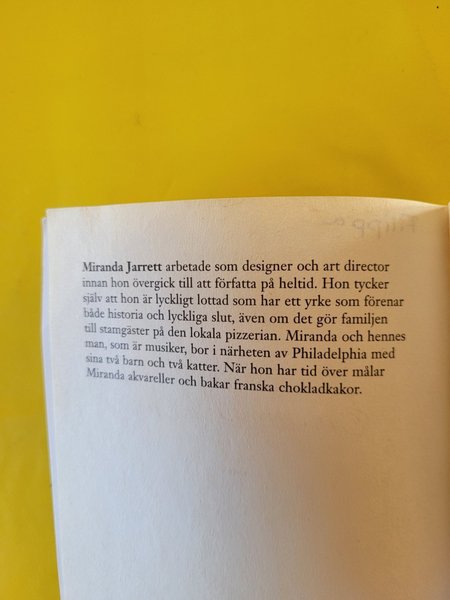 Filippa
Miranda Jarrett arbetade som designer och art director
innan hon övergick till att författa på heltid. Hon tycker
själv att hon är lyckligt lottad som har ett yrke som förenar
både historia och lyckliga slut, även om det gör familjen
till stamgäster på den lokala pizzerian. Miranda och hennes
man, som är musiker, bor i närheten av Philadelphia med
sina två barn och två katter. När hon har tid över målar
Miranda akvareller och bakar franska chokladkakor.